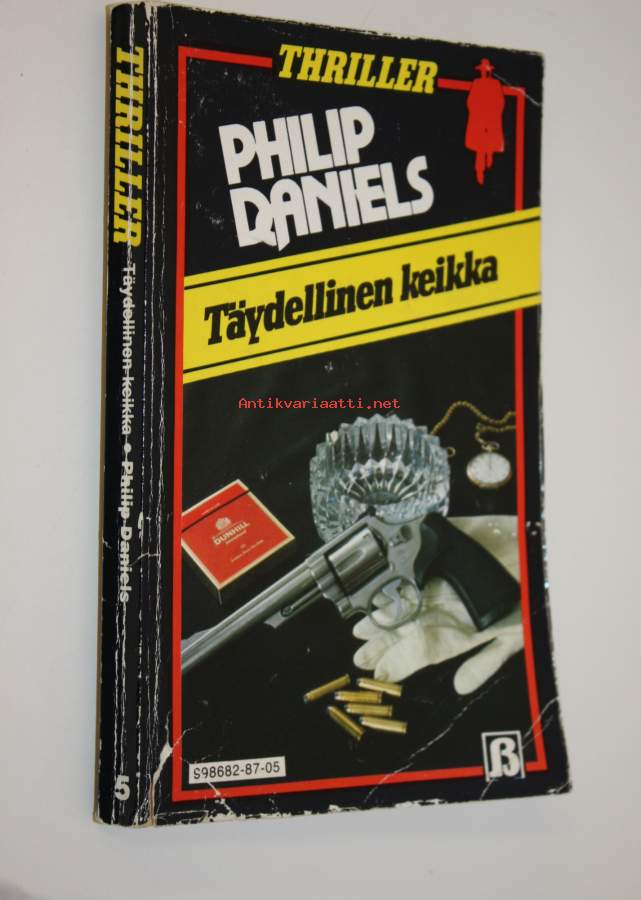 THRILLER
PHILIP
DANIELS
Täydellinen keikka
Antikvariaatti.net
DUNHILL
S98682-87-05
B
THRILLER Täydellinen keikka • Philip Daniels 5